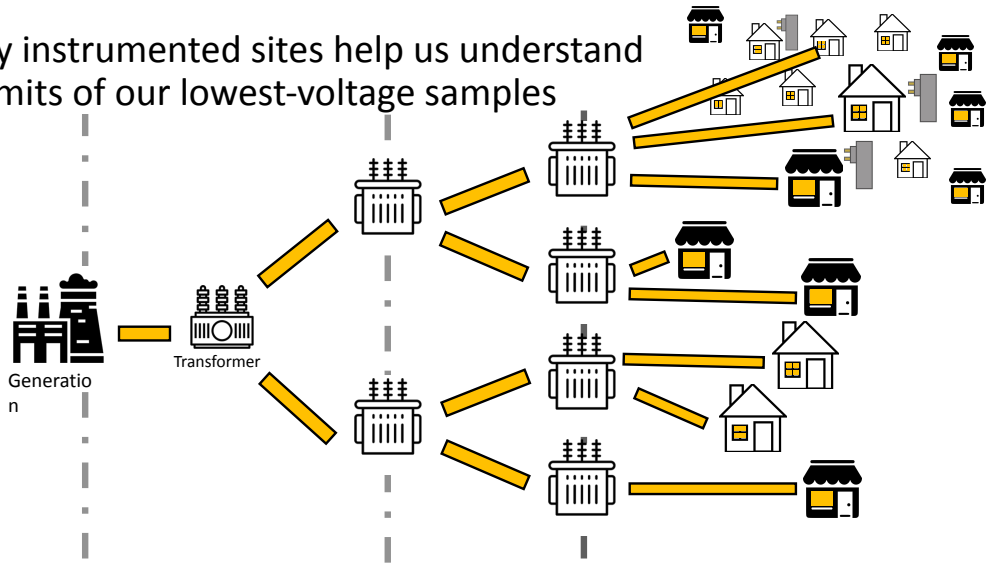 y instrumented sites help us understand
mits of our lowest-voltage samples
Transformer
Generatio
n